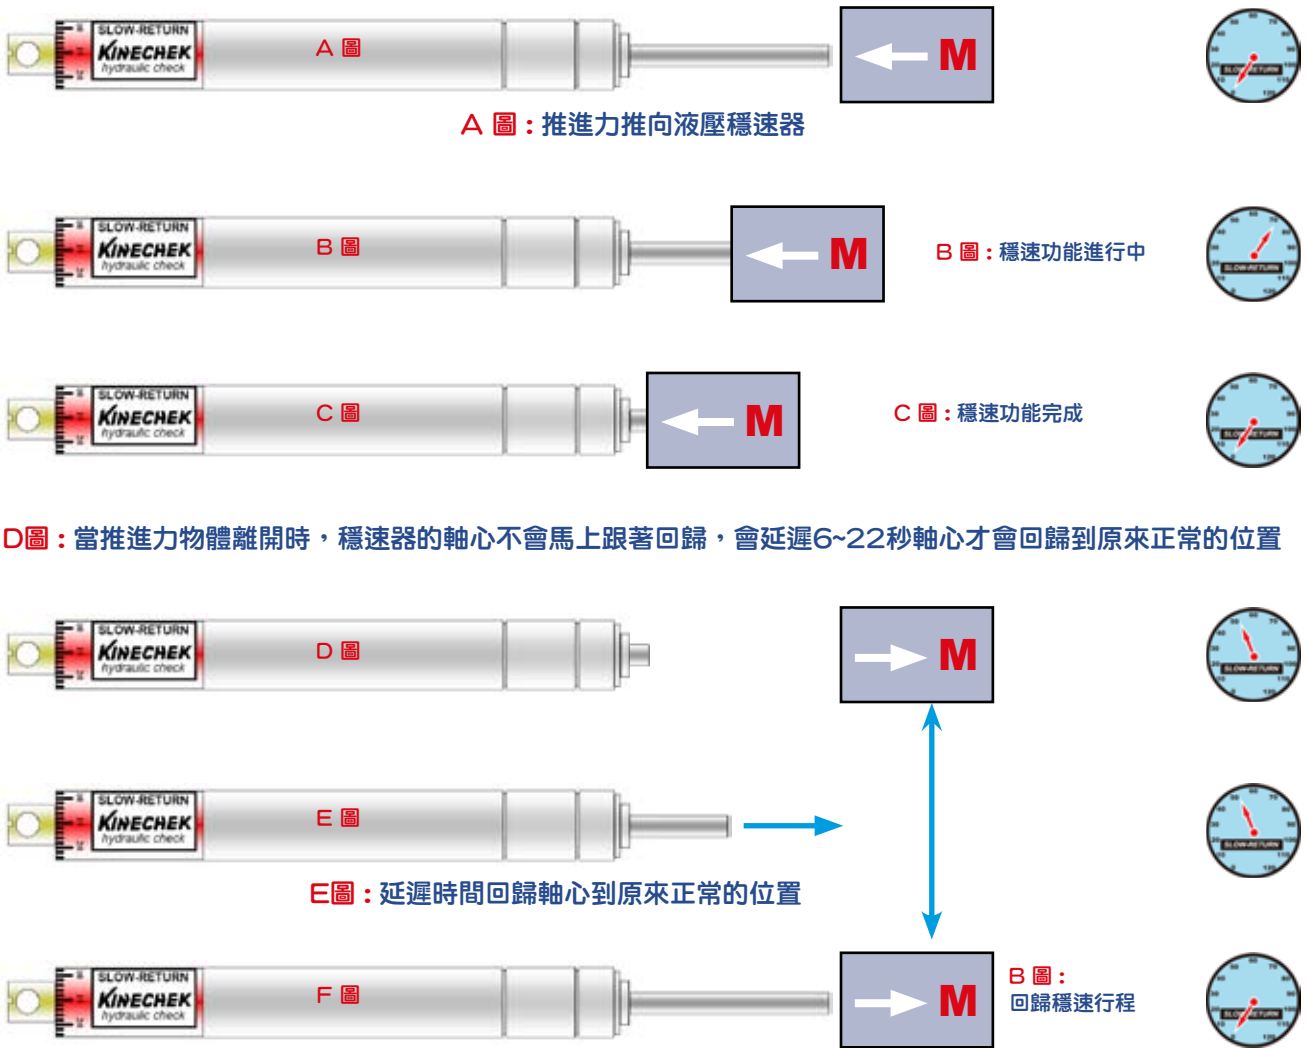 SLOW-RETURN
KINECHEK
hydraulic check
A 圖
M
A 圖：推進力推向液壓穩速器
SLOW-RETURN
KINECHEK
hydraulic check
B 圖
M
B 圖：穩速功能進行中
SLOW-RETURN
SLOW-RETURN
KINECHEK
hydraulic check
C 圖
M
C 圖：穩速功能完成
D圖：當推進力物體離開時，穩速器的軸心不會馬上跟著回歸，會延遲6~22秒軸心才會回歸到原來正常的位置
SLOW-RETURN
KINECHEK
hydraulic check
D 圖
M
SLOW-RETURN
SLOW-RETURN
KINECHEK
hydraulic check
E 圖
SLOW-RETURN
E圖：延遲時間回歸軸心到原來正常的位置
SLOW-RETURN
KINECHEK
hydraulic check
F 圖
M
B 圖：
回歸穩速行程